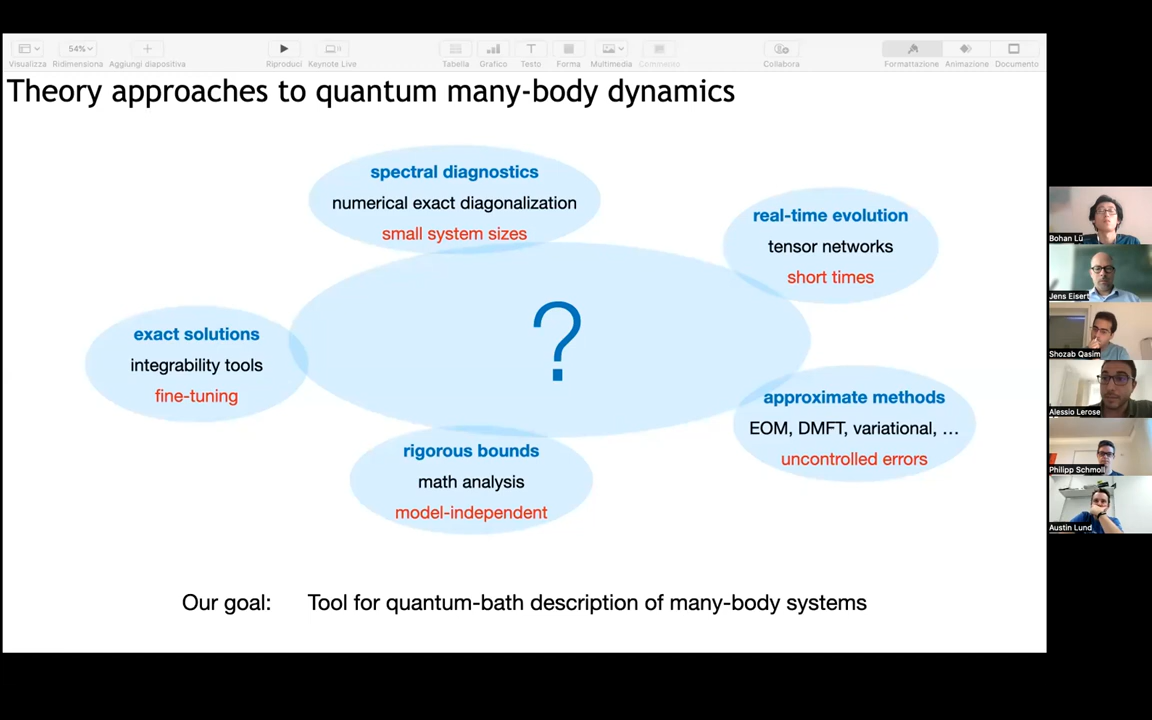 54%
Visualizza
Ridimensiona
Aggiungi diapositiva
Riproduci
Keynote Live
Tabella
Grafico
Testo
Forma
Multimedia
Commento
Collabora
Formattazione
Animazione
Documento
Theory approaches to quantum many-body dynamics
spectral diagnostics
numerical exact diagonalization
small system sizes
real-time evolution
tensor networks
short times
?
exact solutions
integrability tools
fine-tuning
approximate methods
EOM, DMFT, variational, …
uncontrolled errors
rigorous bounds
math analysis
model-independent
Our goal: Tool for quantum-bath description of many-body systems
Bohan Lü
Jens Eisert
Shozab Qasim
Alessio Lerose
Philipp Schmoll
Austin Lund